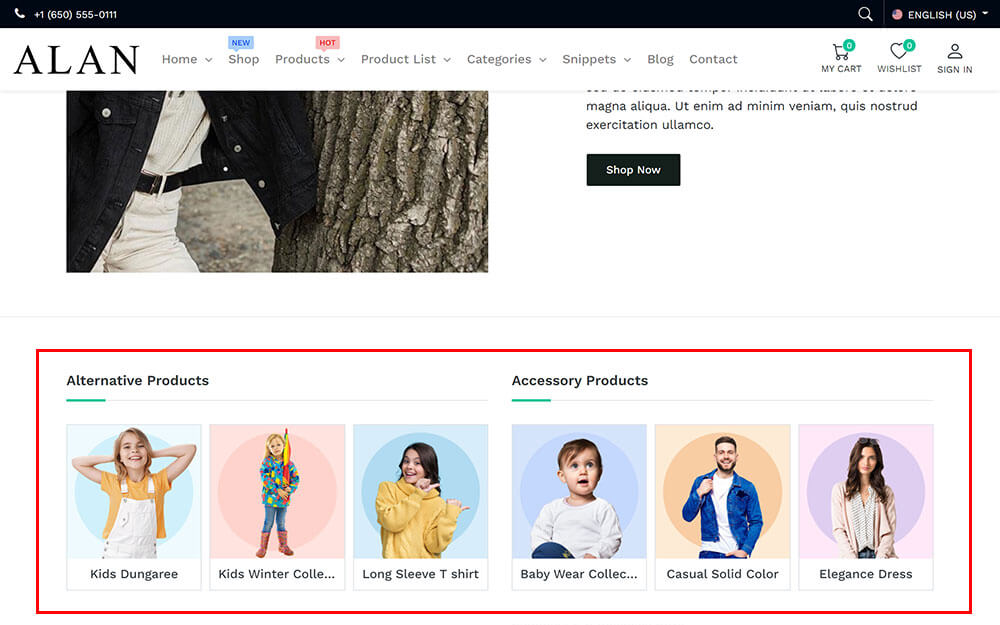 +1 (650) 555-0111
ENGLISH (US)
ALAN
Home
NEW
Shop
HOT
Products
Product List
Categories
Snippets
Blog
Contact
0
MY CART
0
WISHLIST
SIGN IN
magna aliqua. Ut enim ad minim veniam, quis nostrud
exercitation ullamco.
Shop Now
Alternative Products
Kids Dungaree
Kids Winter Colle...
Long Sleeve T shirt
Accessory Products
Baby Wear Collec...
Casual Solid Color
Elegance Dress